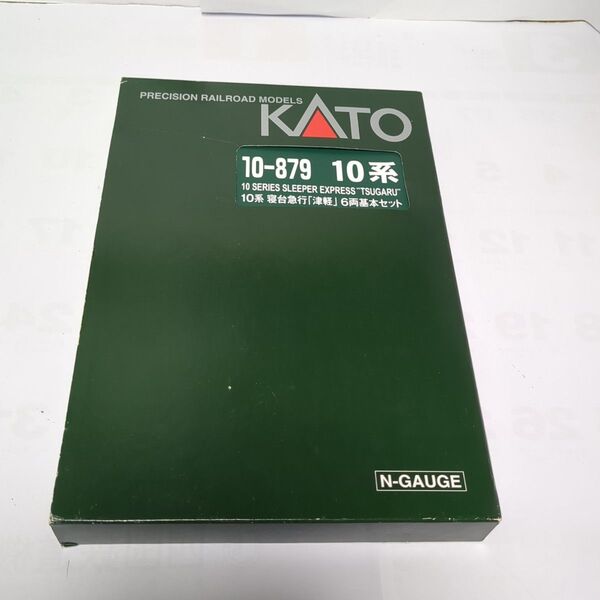 PRECISION RAILROAD MODELS
KATO
10-879 10系
10 SERIES SLEEPER EXPRESS "TSUGARU"
10系 寝台急行「津軽」6両基本セット
N-GAUGE